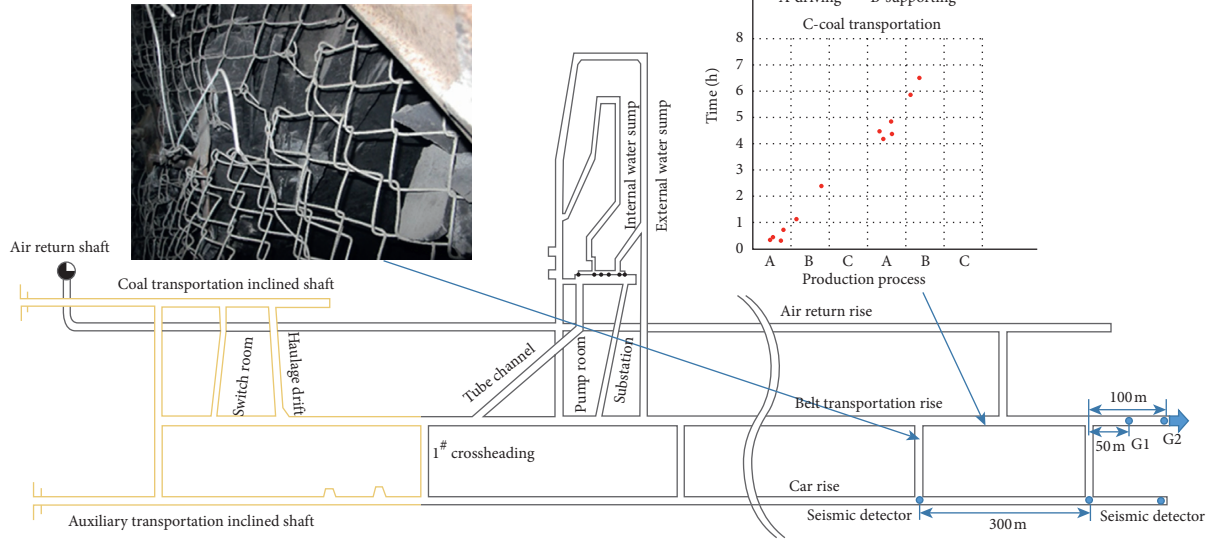 A-driving B-supporting
C-coal transportation
8
7
6
5
4
3
2
1
0
Time (h)
A B C A B C
Production process
Internal water sump
External water sump
Air return shaft
Coal transportation inclined shaft
Air return rise
Switch room
Haulage drift
Tube channel
Pump room
Substation
Belt transportation rise
100 m
50 m
G1
G2
1# crossheading
Car rise
Auxiliary transportation inclined shaft
Seismic detector
300 m
Seismic detector